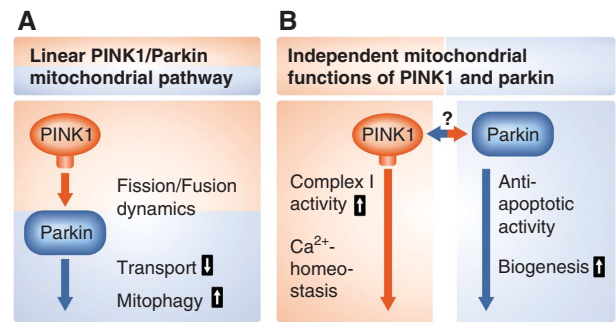 A
Linear PINK1/Parkin
mitochondrial pathway
PINK1
Fission/Fusion
dynamics
Parkin
Transport ↓
Mitophagy ↑
B
Independent mitochondrial
functions of PINK1 and parkin
?
PINK1
Parkin
Complex I
activity ↑
Ca²⁺-
homeo-
stasis
Anti-
apoptotic
activity
Biogenesis ↑